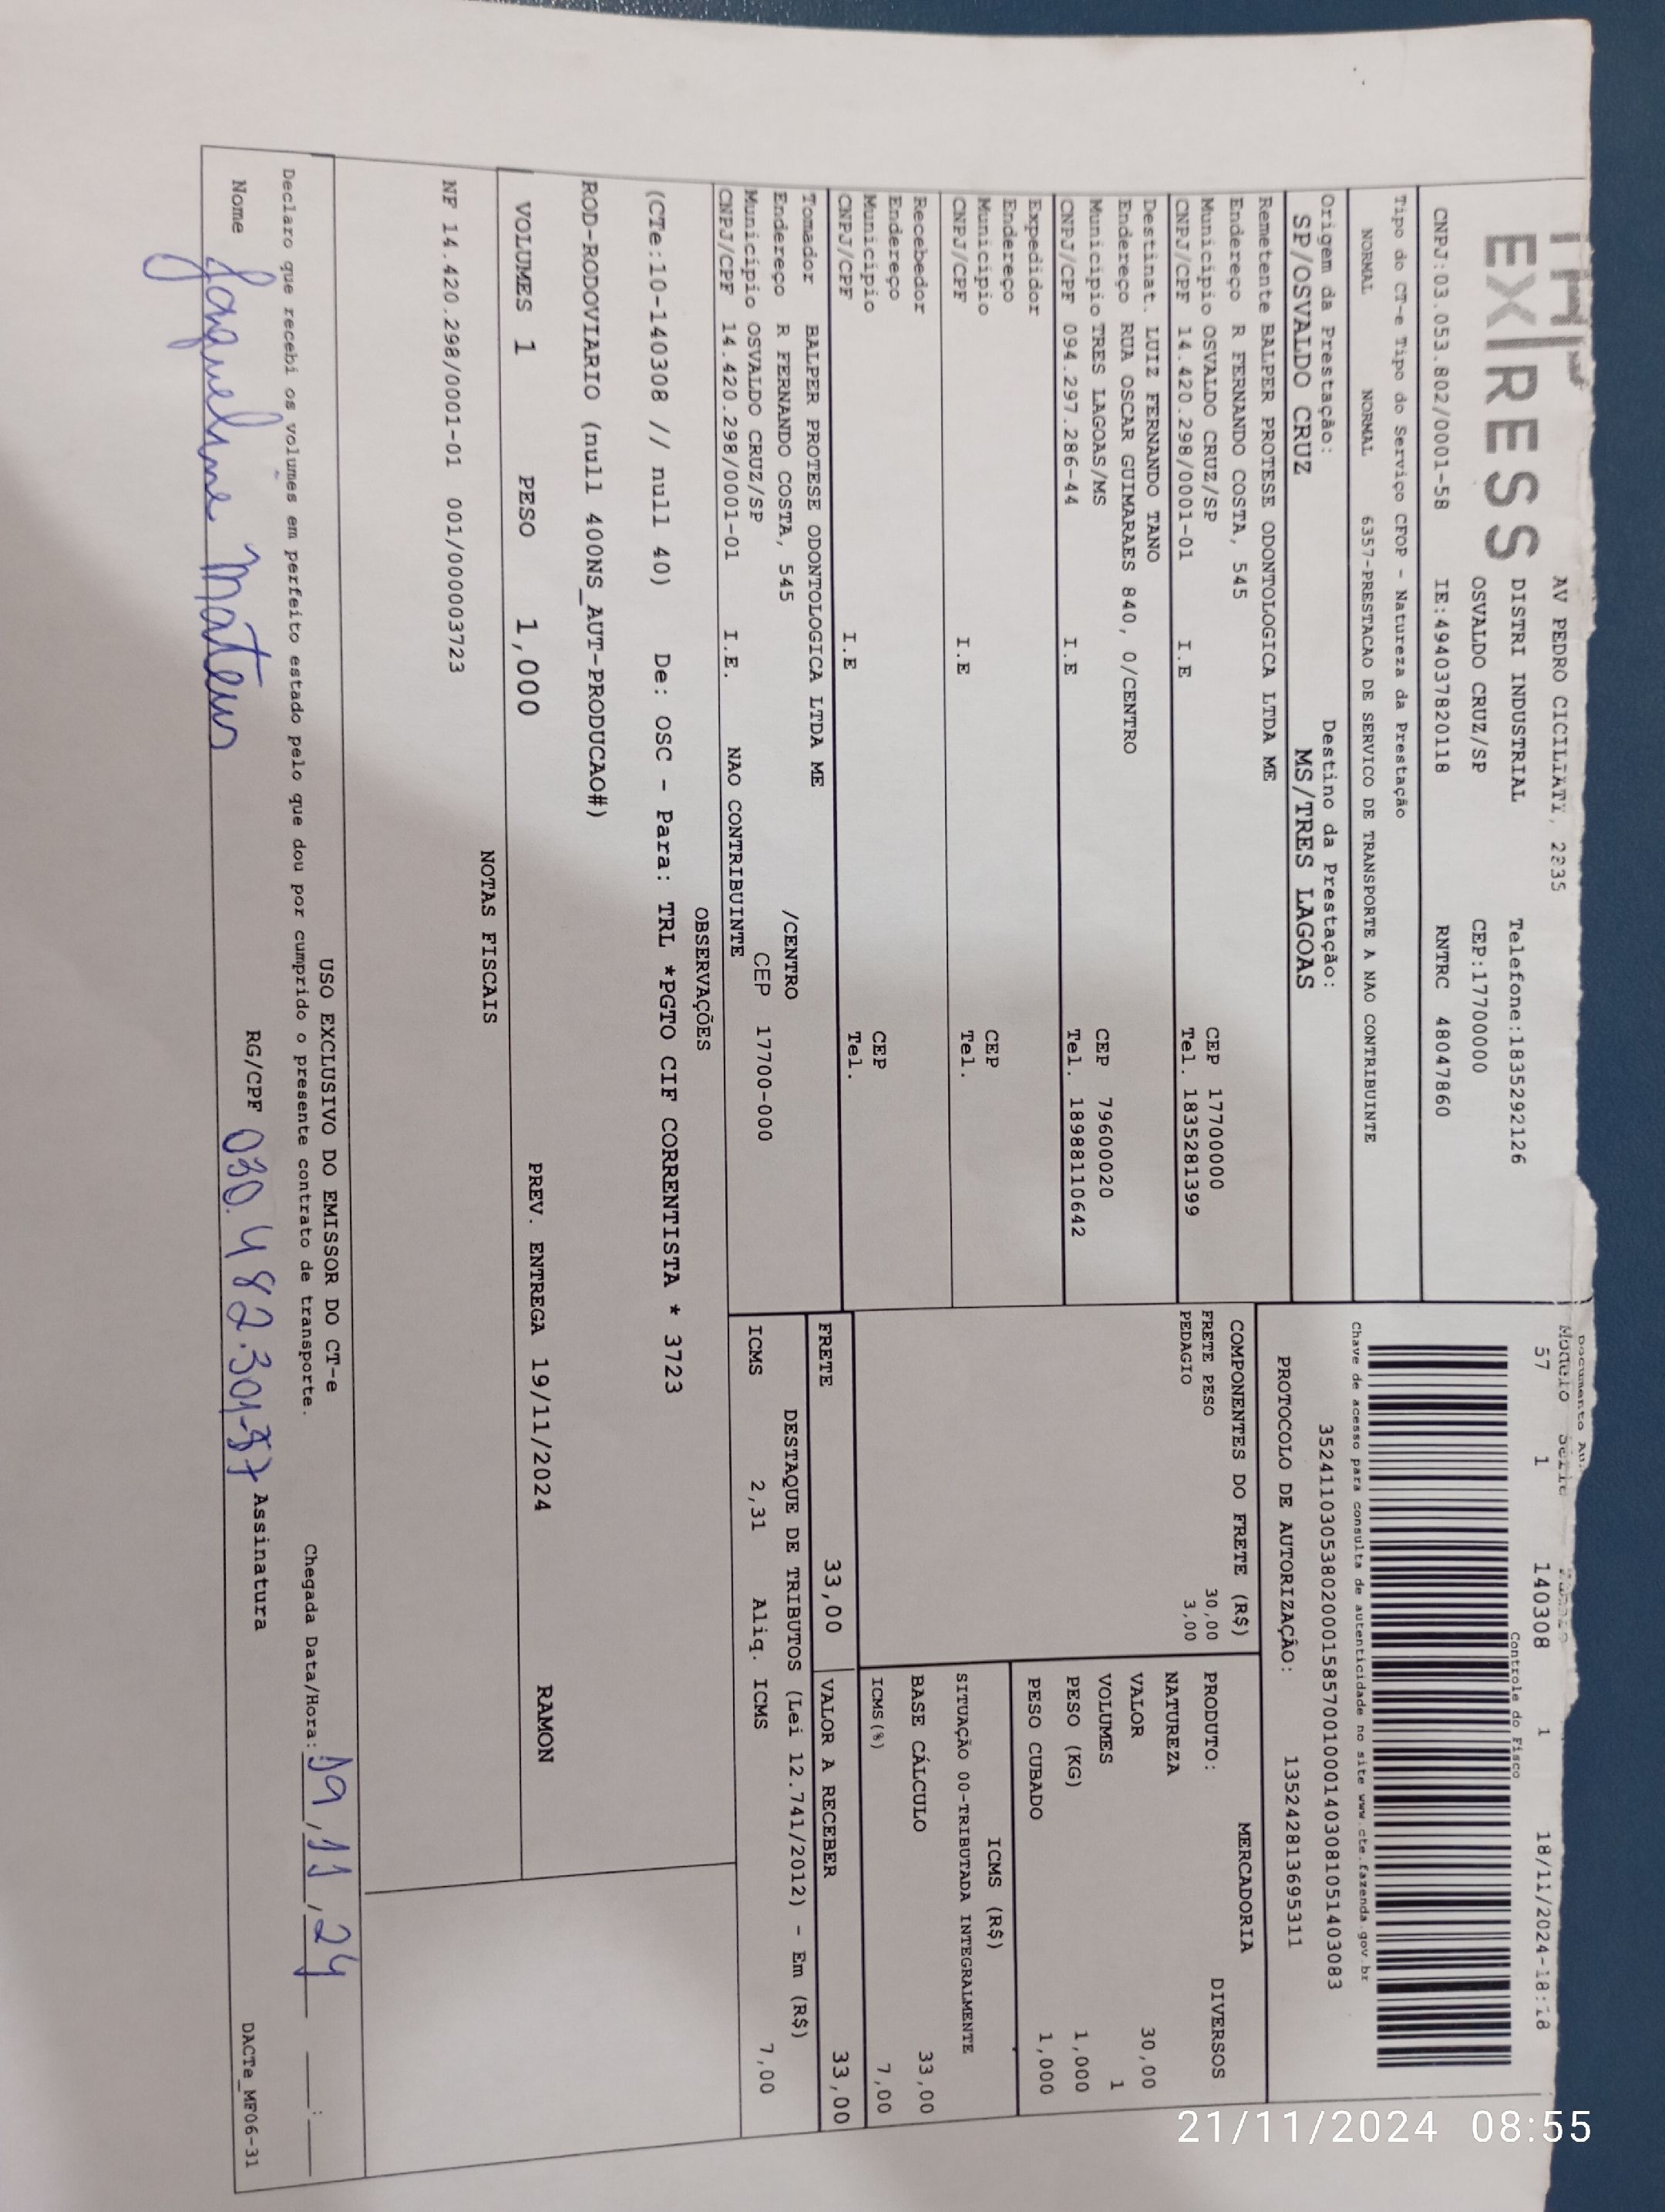 EXPRESS
AV PEDRO CICILIATI, 2235
DISTRI INDUSTRIAL Telefone:1835292126
OSVALDO CRUZ/SP CEP:17700000
CNPJ:03.053.802/0001-58 IE:494037820118 RNTRC 48047860
Tipo do CT-e Tipo do Serviço CFOP - Natureza da Prestação
NORMAL NORMAL 6357-PRESTACAO DE SERVICO DE TRANSPORTE A NAO CONTRIBUINTE
Origem da Prestação: Destino da Prestação:
SP/OSVALDO CRUZ MS/TRES LAGOAS
Remetente BALPER PROTESE ODONTOLOGICA LTDA ME
Endereço R FERNANDO COSTA, 545
Município OSVALDO CRUZ/SP CEP 17700000
CNPJ/CPF 14.420.298/0001-01 I.E Tel. 1835281399
Destinat. LUIZ FERNANDO TANO
Endereço RUA OSCAR GUIMARAES 840, 0/CENTRO
Municipio TRES LAGOAS/MS CEP 79600020
CNPJ/CPF 094.297.286-44 I.E Tel. 18988110642
Expedidor
Endereço
Município CEP
CNPJ/CPF I.E Tel.
Recebedor
Endereço
Município CEP
CNPJ/CPF I.E Tel.
Tomador BALPER PROTESE ODONTOLOGICA LTDA ME
Endereço R FERNANDO COSTA, 545 /CENTRO
Município OSVALDO CRUZ/SP CEP 17700-000
CNPJ/CPF 14.420.298/0001-01 I.E. NAO CONTRIBUINTE
Documento
Modelo Série
57 1 140308 1 18/11/2024-18:18
Controle do Fisco
Chave de acesso para consulta de autenticidade no site www.cte.fazenda.gov.br
35241103053802000158570010001403081051403083
PROTOCOLO DE AUTORIZAÇÂO: 135242813695311
COMPONENTES DO FRETE (R$)
FRETE PESO 30,00
PEDAGIO 3,00
MERCADORIA
PRODUTO: DIVERSOS
NATUREZA
VALOR 30,00
VOLUMES 1
PESO (KG) 1,000
PESO CUBADO 1,000
ICMS (R$)
SITUAÇÃO 00-TRIBUTADA INTEGRALMENTE
BASE CÁLCULO 33,00
ICMS(%) 7,00
FRETE 33,00 VALOR A RECEBER 33,00
DESTAQUE DE TRIBUTOS (Lei 12.741/2012) - Em (R$)
ICMS 2,31 Aliq. ICMS 7,00
OBSERVAÇÕES
(CTe:10-140308 // null 40) De: OSC - Para: TRL *PGTO CIF CORRENTISTA * 3723
ROD-RODOVIARIO (null 400NS_AUT-PRODUCAO#)
VOLUMES 1 PESO 1,000 PREV. ENTREGA 19/11/2024 RAMON
NOTAS FISCAIS
NF 14.420.298/0001-01 001/000003723
USO EXCLUSIVO DO EMISSOR DO CT-e
Declaro que recebi os volumes em perfeito estado pelo que dou por cumprido o presente contrato de transporte. Chegada Data/Hora: 19/11/24 __:__
Nome Jaqueline Mateus RG/CPF 030.482.301-97 Assinatura DACTe_MF06-31
21/11/2024 08:55